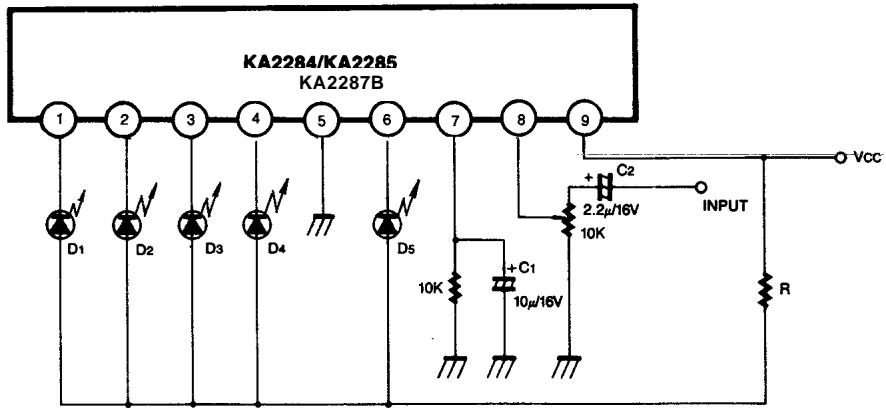 KA2284/KA2285
KA2287B
1 2 3 4 5 6 7 8 9
VCC
+ C2
2.2μ/16V
INPUT
10K
D1 D2 D3 D4 D5
10K
+C1
10μ/16V
R